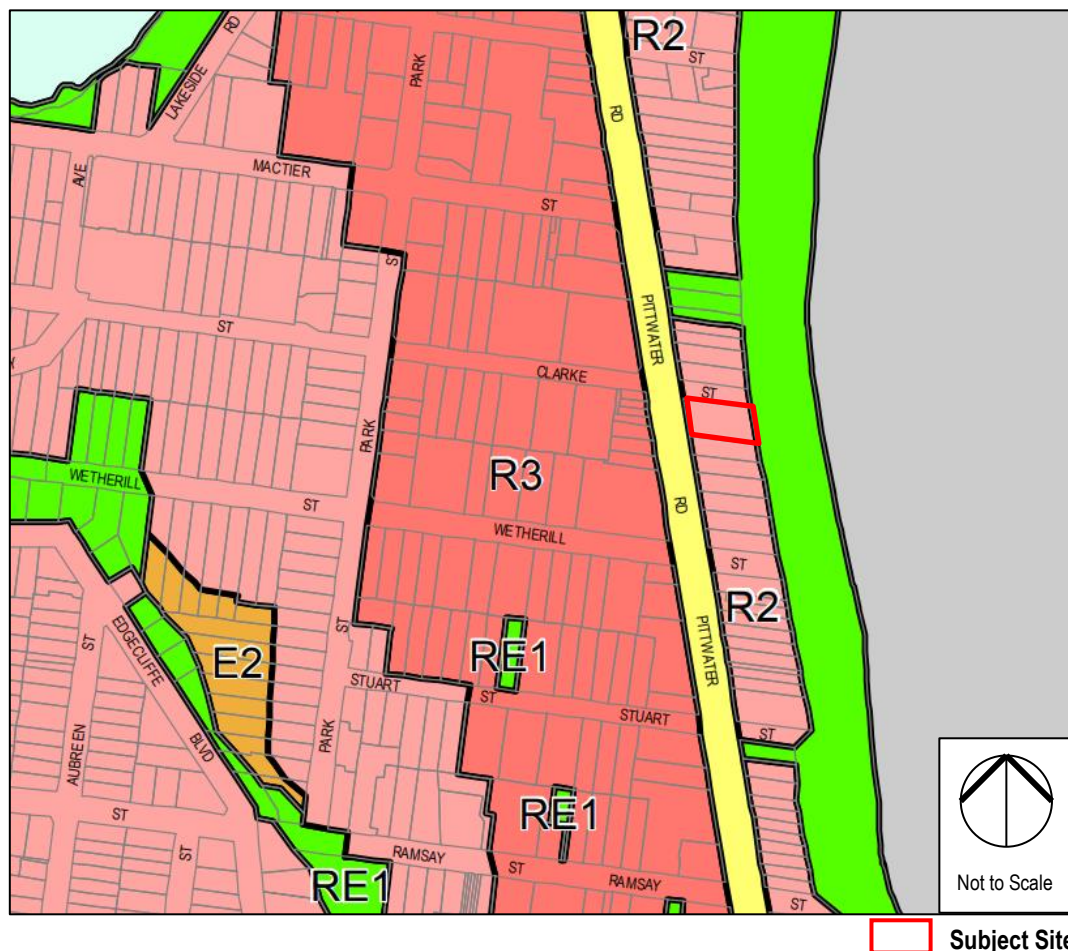 R2
ST
RD
LAKESIDE
PARK
RD
MACTIER
AVE
ST
ST
PITTWATER
ST
CLARKE
ST
PARK
R3
WETHERILL
ST
WETHERILL
RD
ST
R2
EDGECLIFFE
BLVD
ST
E2
ST
STUART
RE1
ST
STUART
PITTWATER
AUBREEN
PARK
ST
ST
ST
RE1
RAMSAY
ST
RAMSAY
RE1
ST
Not to Scale
Subject Site